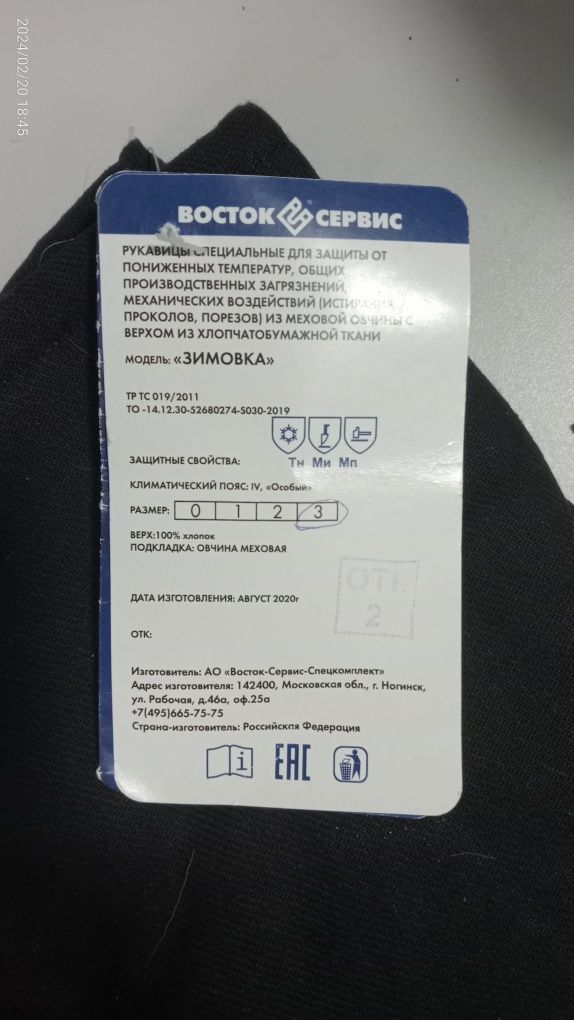 2024/02/20 18:45
ВОСТОК СЕРВИС
РУКАВИЦЫ СПЕЦИАЛЬНЫЕ ДЛЯ ЗАЩИТЫ ОТ
ПОНИЖЕННЫХ ТЕМПЕРАТУР, ОБЩИХ
ПРОИЗВОДСТВЕННЫХ ЗАГРЯЗНЕНИЙ,
МЕХАНИЧЕСКИХ ВОЗДЕЙСТВИЙ (ИСТИРАНИЯ,
ПРОКОЛОВ, ПОРЕЗОВ) ИЗ МЕХОВОЙ ОВЧИНЫ С
ВЕРХОМ ИЗ ХЛОПЧАТОБУМАЖНОЙ ТКАНИ
МОДЕЛЬ: «ЗИМОВКА»
ТР ТС 019/2011
ТО -14.12.30-52680274-S030-2019
ЗАЩИТНЫЕ СВОЙСТВА: Тн Ми Мп
КЛИМАТИЧЕСКИЙ ПОЯС: IV, «Особый»
РАЗМЕР: 0 1 2 3
ВЕРХ:100% хлопок
ПОДКЛАДКА: ОВЧИНА МЕХОВАЯ
ОТК
2
ДАТА ИЗГОТОВЛЕНИЯ: АВГУСТ 2020г
ОТК:
Изготовитель: АО «Восток-Сервис-Спецкомплект»
Адрес изготовителя: 142400, Московская обл., г. Ногинск,
ул. Рабочая, д.46а, оф.25а
+7(495)665-75-75
Страна-изготовитель: Российская Федерация
i EAC